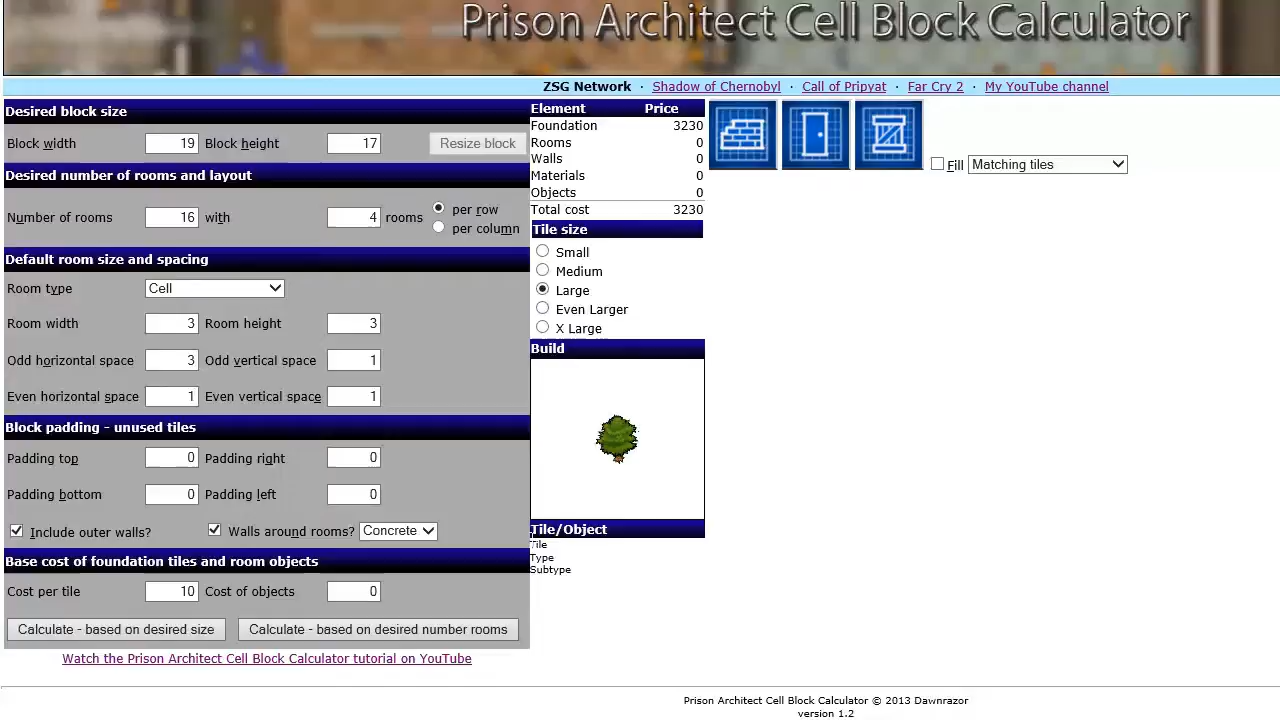 Prison Architect Cell Block Calculator
ZSG Network · Shadow of Chernobyl · Call of Pripyat · Far Cry 2 · My YouTube channel
Desired block size
Block width 19 Block height 17 Resize block
Desired number of rooms and layout
Number of rooms 16 with 4 rooms per row
per column
Default room size and spacing
Room type Cell
Room width 3 Room height 3
Odd horizontal space 3 Odd vertical space 1
Even horizontal space 1 Even vertical space 1
Block padding - unused tiles
Padding top 0 Padding right 0
Padding bottom 0 Padding left 0
Include outer walls? Walls around rooms? Concrete
Base cost of foundation tiles and room objects
Cost per tile 10 Cost of objects 0
Calculate - based on desired size Calculate - based on desired number rooms
Watch the Prison Architect Cell Block Calculator tutorial on YouTube
Element Price
Foundation 3230
Rooms 0
Walls 0
Materials 0
Objects 0
Total cost 3230
Tile size
Small
Medium
Large
Even Larger
X Large
Build
Tile/Object
Tile
Type
Subtype
Fill Matching tiles
Prison Architect Cell Block Calculator © 2013 Dawnrazor
version 1.2